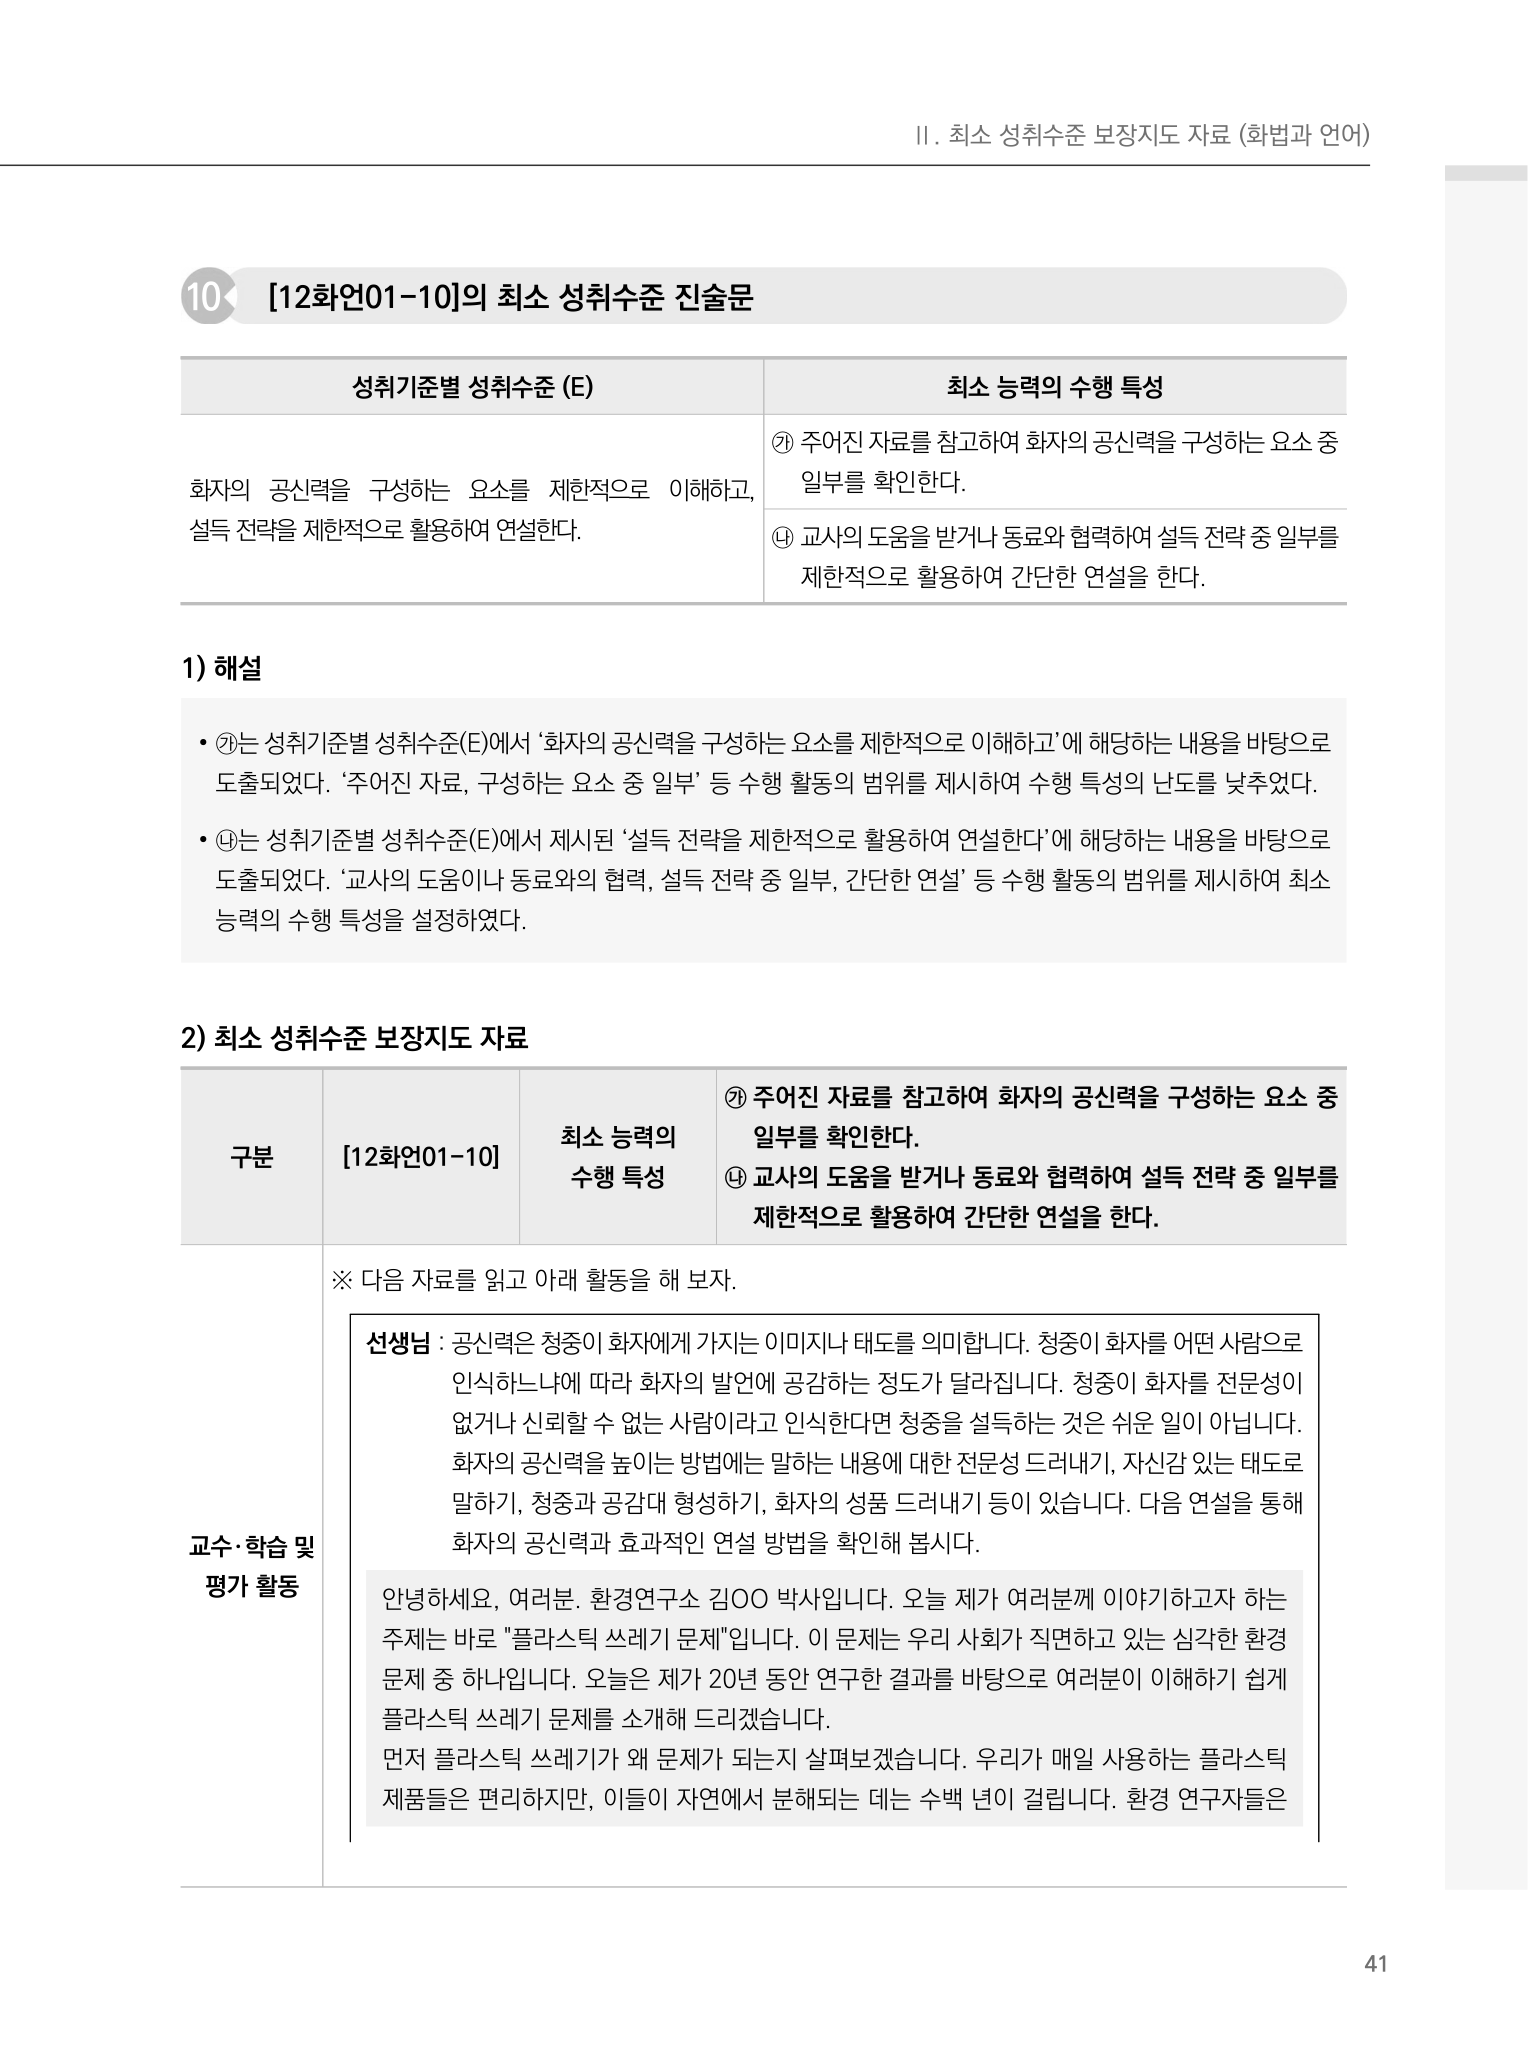 Ⅱ. 최소 성취수준 보장지도 자료 (화법과 언어)
10 [12화언01-10]의 최소 성취수준 진술문
성취기준별 성취수준 (E)
최소 능력의 수행 특성
화자의 공신력을 구성하는 요소를 제한적으로 이해하고,
설득 전략을 제한적으로 활용하여 연설한다.
㉮ 주어진 자료를 참고하여 화자의 공신력을 구성하는 요소 중
일부를 확인한다.
㉯ 교사의 도움을 받거나 동료와 협력하여 설득 전략 중 일부를
제한적으로 활용하여 간단한 연설을 한다.
1) 해설
• ㉮는 성취기준별 성취수준(E)에서 ‘화자의 공신력을 구성하는 요소를 제한적으로 이해하고’에 해당하는 내용을 바탕으로
도출되었다. ‘주어진 자료, 구성하는 요소 중 일부’ 등 수행 활동의 범위를 제시하여 수행 특성의 난도를 낮추었다.
• ㉯는 성취기준별 성취수준(E)에서 제시된 ‘설득 전략을 제한적으로 활용하여 연설한다’에 해당하는 내용을 바탕으로
도출되었다. ‘교사의 도움이나 동료와의 협력, 설득 전략 중 일부, 간단한 연설’ 등 수행 활동의 범위를 제시하여 최소
능력의 수행 특성을 설정하였다.
2) 최소 성취수준 보장지도 자료
구분
[12화언01-10]
최소 능력의
수행 특성
㉮ 주어진 자료를 참고하여 화자의 공신력을 구성하는 요소 중
일부를 확인한다.
㉯ 교사의 도움을 받거나 동료와 협력하여 설득 전략 중 일부를
제한적으로 활용하여 간단한 연설을 한다.
교수·학습 및
평가 활동
※ 다음 자료를 읽고 아래 활동을 해 보자.
선생님 : 공신력은 청중이 화자에게 가지는 이미지나 태도를 의미합니다. 청중이 화자를 어떤 사람으로
인식하느냐에 따라 화자의 발언에 공감하는 정도가 달라집니다. 청중이 화자를 전문성이
없거나 신뢰할 수 없는 사람이라고 인식한다면 청중을 설득하는 것은 쉬운 일이 아닙니다.
화자의 공신력을 높이는 방법에는 말하는 내용에 대한 전문성 드러내기, 자신감 있는 태도로
말하기, 청중과 공감대 형성하기, 화자의 성품 드러내기 등이 있습니다. 다음 연설을 통해
화자의 공신력과 효과적인 연설 방법을 확인해 봅시다.
안녕하세요, 여러분. 환경연구소 김○○ 박사입니다. 오늘 제가 여러분께 이야기하고자 하는
주제는 바로 "플라스틱 쓰레기 문제"입니다. 이 문제는 우리 사회가 직면하고 있는 심각한 환경
문제 중 하나입니다. 오늘은 제가 20년 동안 연구한 결과를 바탕으로 여러분이 이해하기 쉽게
플라스틱 쓰레기 문제를 소개해 드리겠습니다.
먼저 플라스틱 쓰레기가 왜 문제가 되는지 살펴보겠습니다. 우리가 매일 사용하는 플라스틱
제품들은 편리하지만, 이들이 자연에서 분해되는 데는 수백 년이 걸립니다. 환경 연구자들은
41